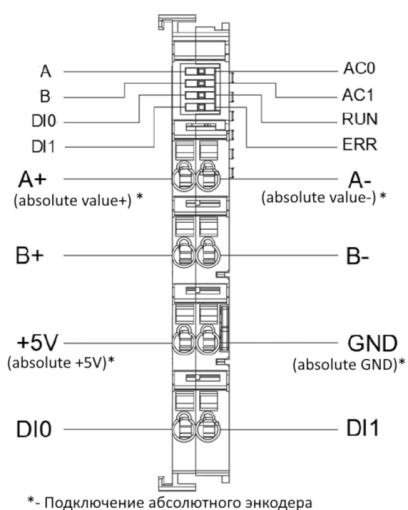 A AC0
B AC1
DI0 RUN
DI1 ERR
A+ A-
(absolute value+) * (absolute value-) *
B+ B-
+5V GND
(absolute +5V)* (absolute GND)*
DI0 DI1
*- Подключение абсолютного энкодера